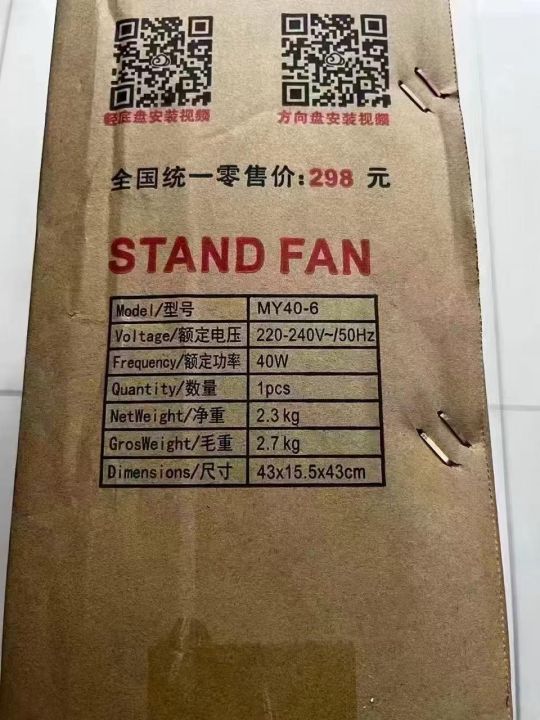 轻底盘安装视频 方向盘安装视频
全国统一零售价:298 元
STAND FAN
Model/型号 MY40-6
Voltage/额定电压 220-240V~/50Hz
Frequency/额定功率 40W
Quantity/数量 1pcs
NetWeight/净重 2.3kg
GrosWeight/毛重 2.7kg
Dimensions/尺寸 43x15.5x43cm